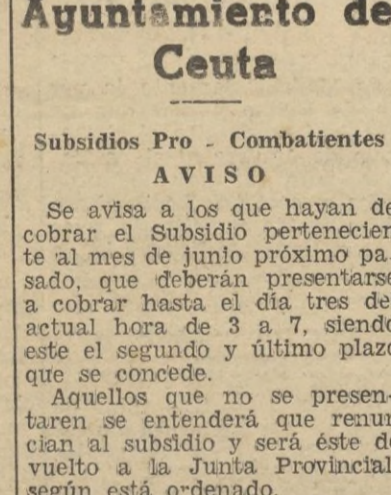 Ayuntamiento de
Ceuta
Subsidios Pro - Combatientes
AVISO
Se avisa a los que hayan de
cobrar el Subsidio pertenecien
te al mes de junio próximo pa
sado, que deberán presentarse
a cobrar hasta el día tres del
actual hora de 3 a 7, siendo
este el segundo y último plazo
que se concede.
Aquellos que no se presen-
taren se entenderá que renun
cian al subsidio y será éste de
vuelto a la Junta Provincial
según está ordenado.